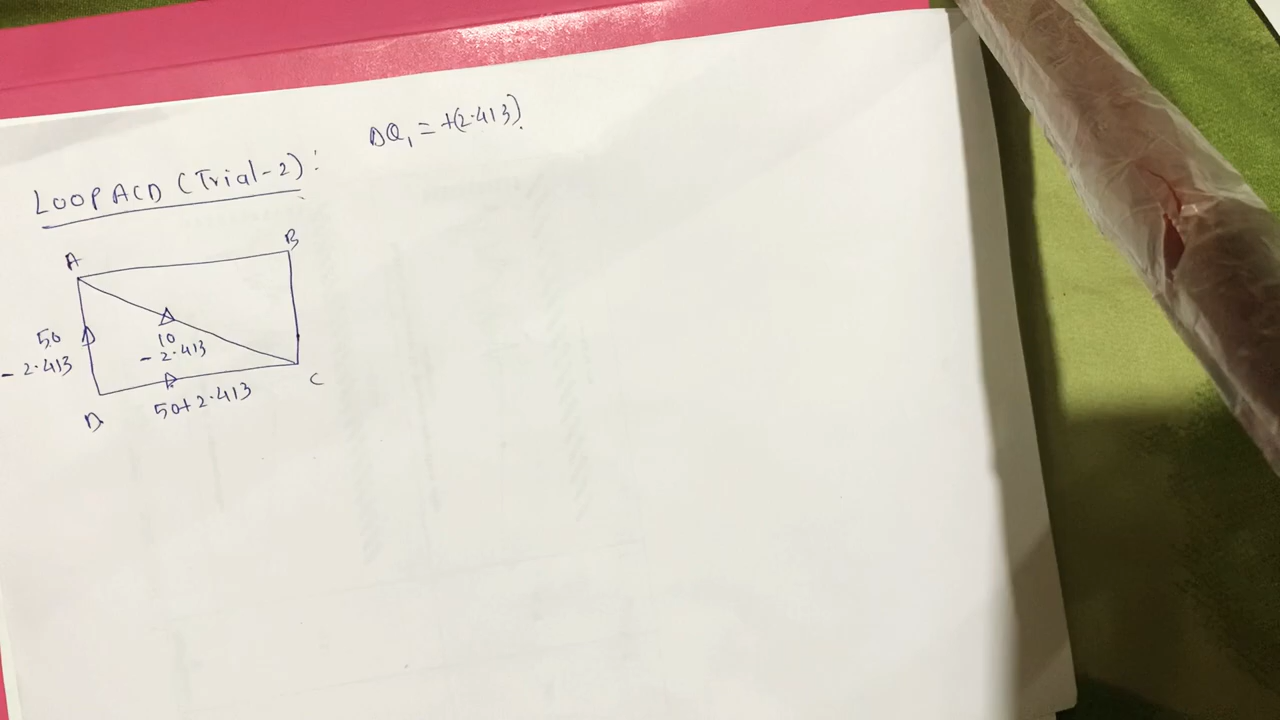 ΔQ₁ = +(2.413).
LOOP ACD (Trial-2):
A
B
50
- 2.413
10
- 2.413
50+2.413
C
D